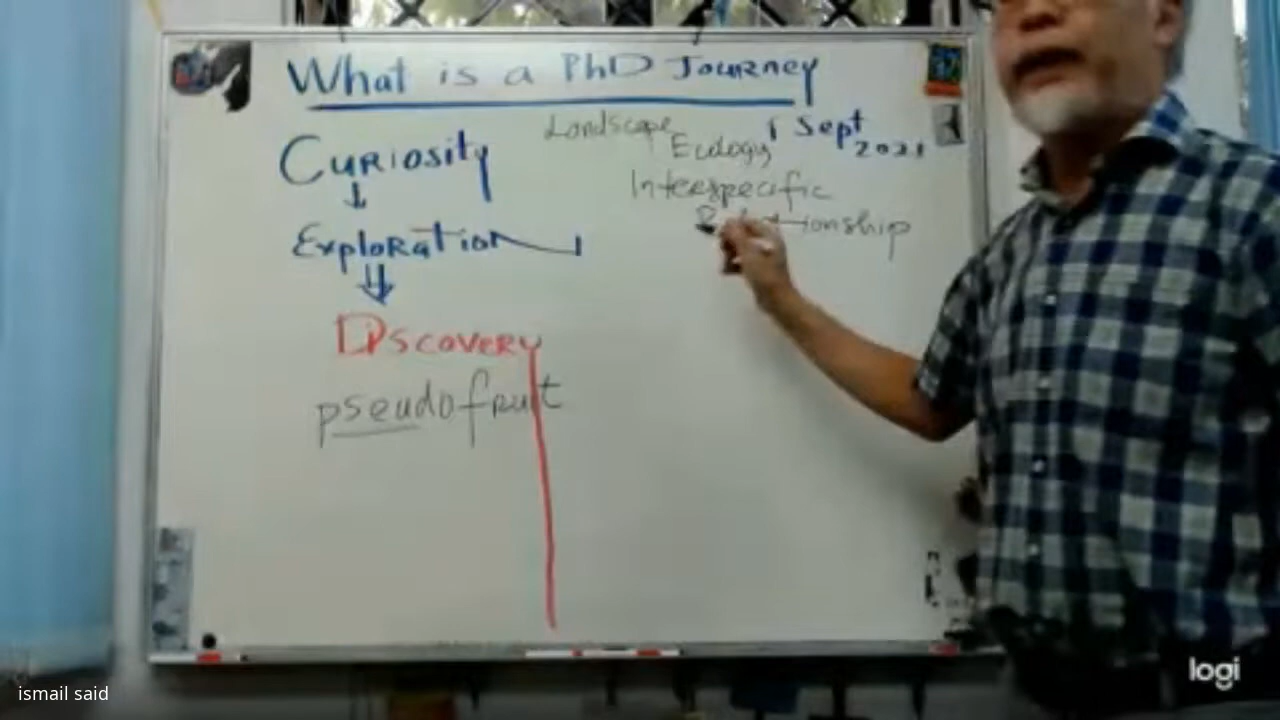 What is a PhD Journey
1 Sept
2021
Curiosity
Exploration
Discovery
pseudofruit
Landscape
Ecology
Interspecific
Relationship
logi
ismail said